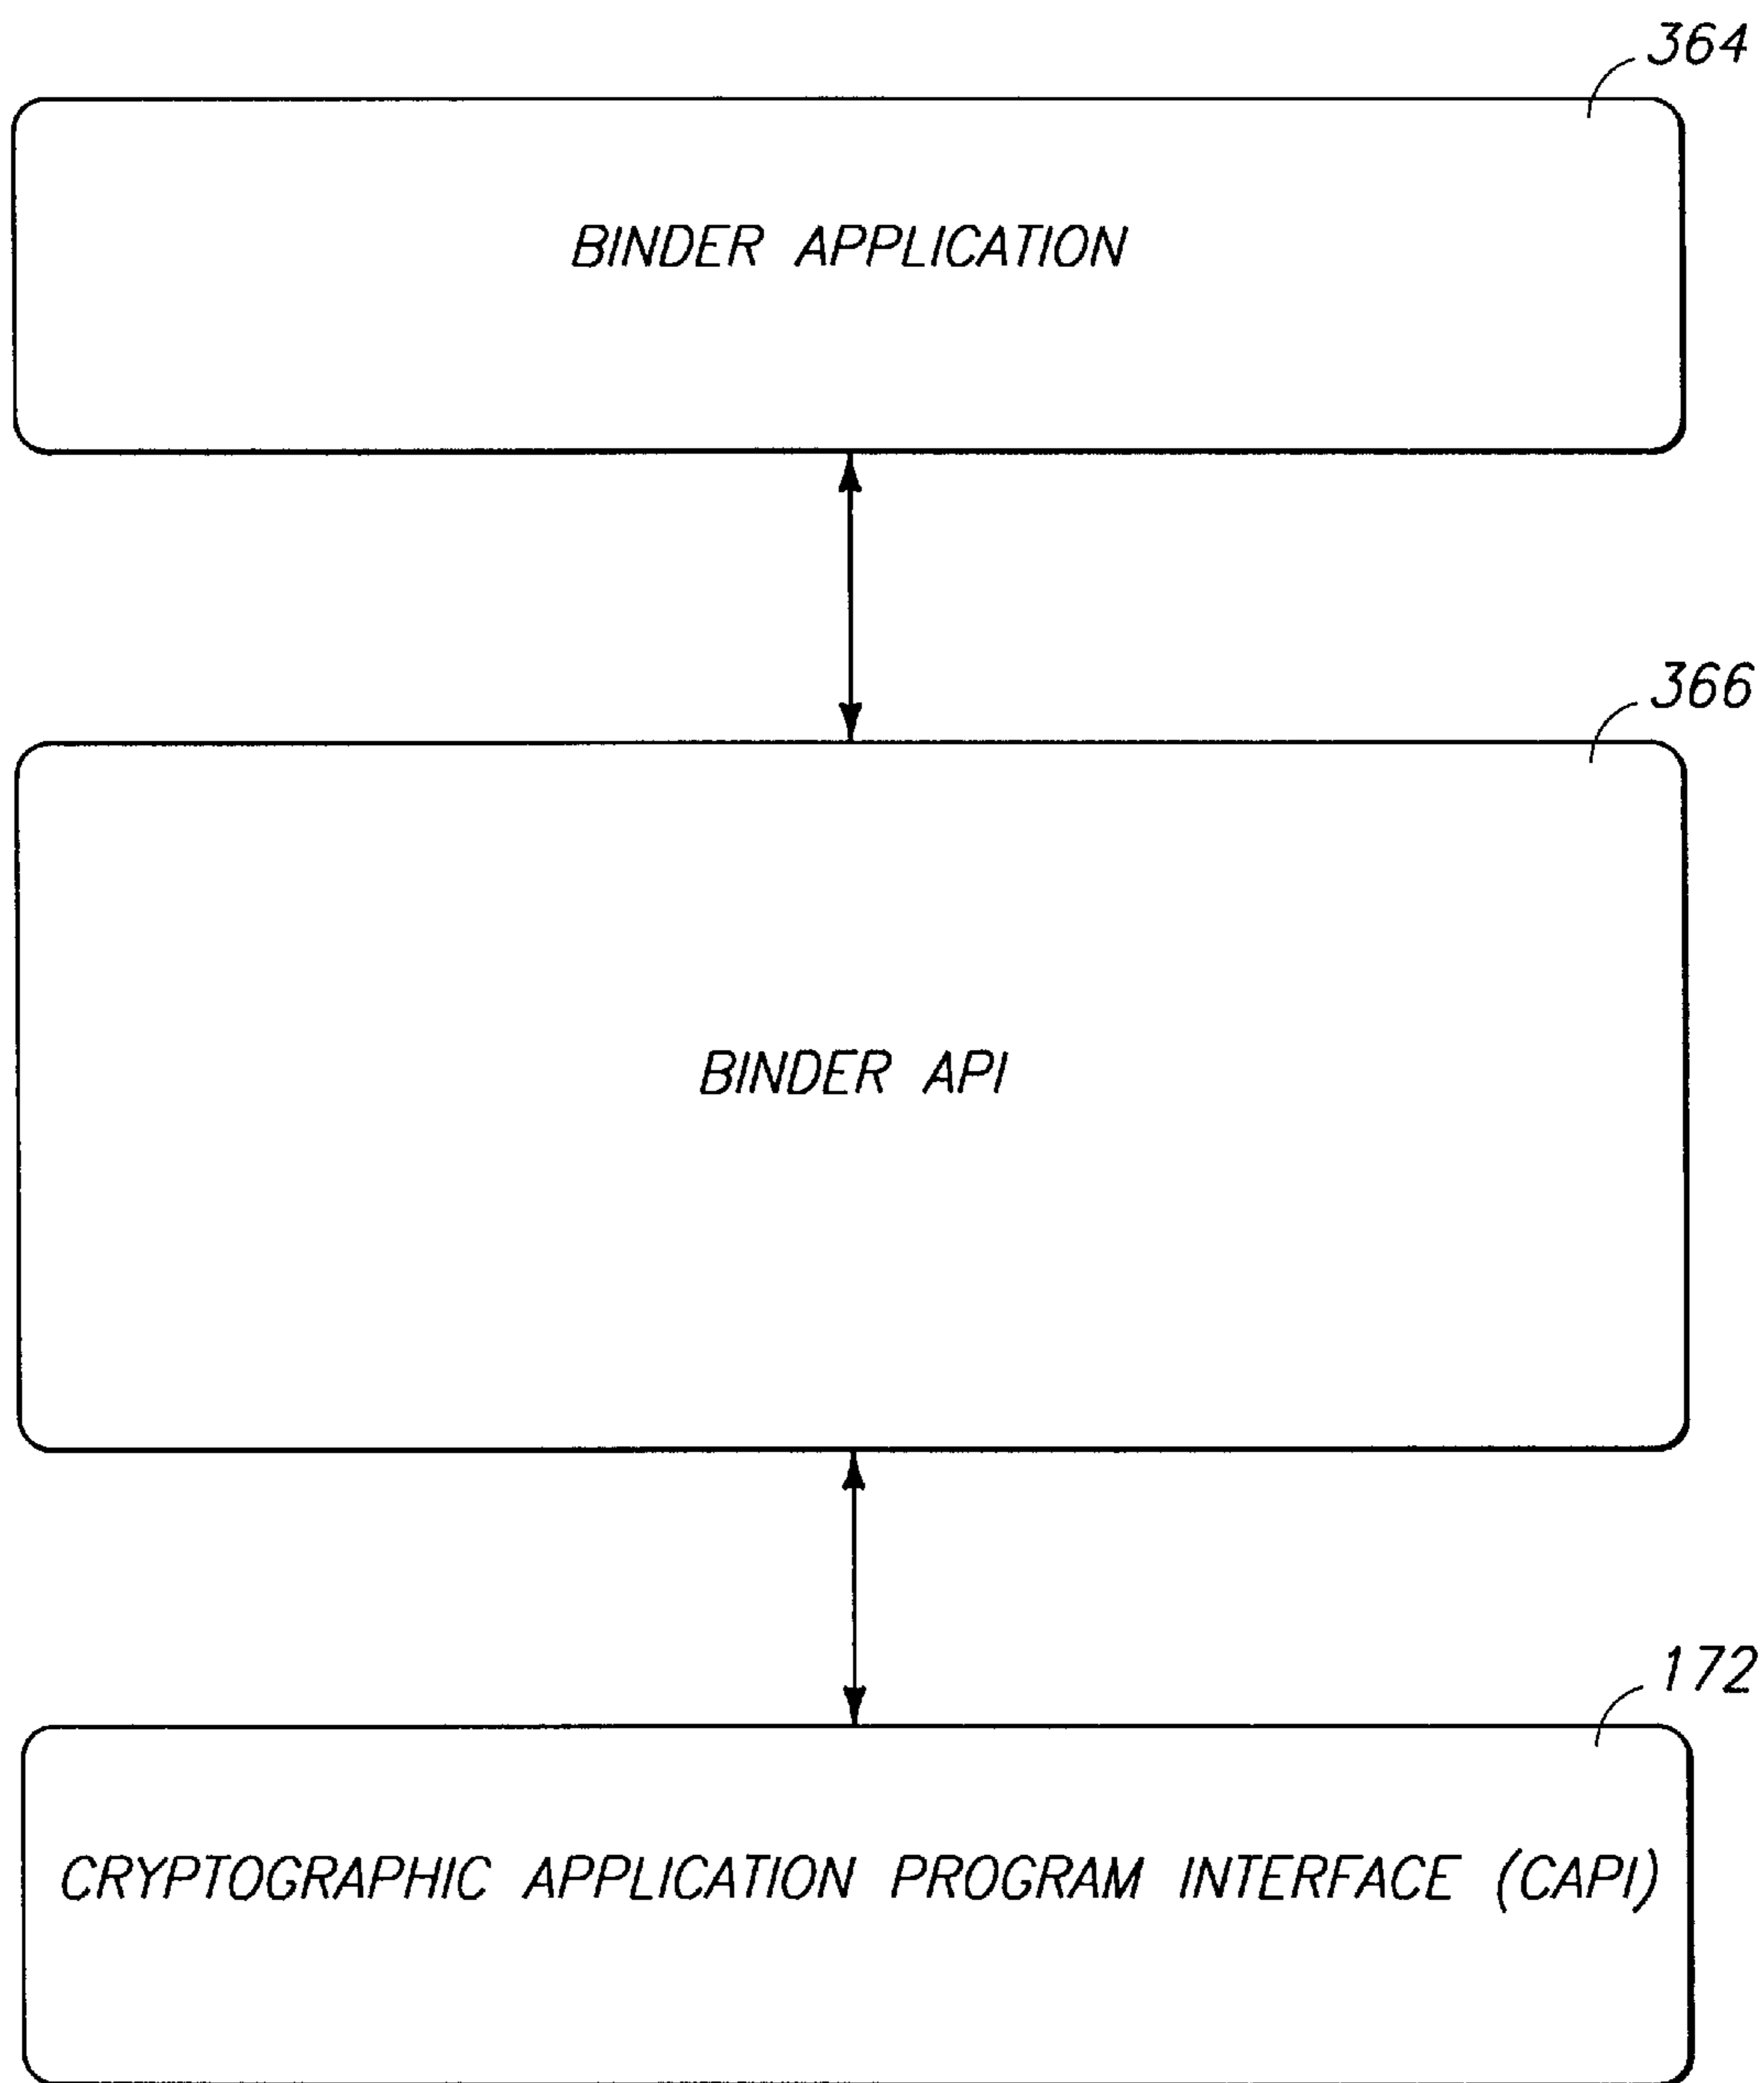 364
BINDER APPLICATION
366
BINDER API
172
CRYPTOGRAPHIC APPLICATION PROGRAM INTERFACE (CAPI)